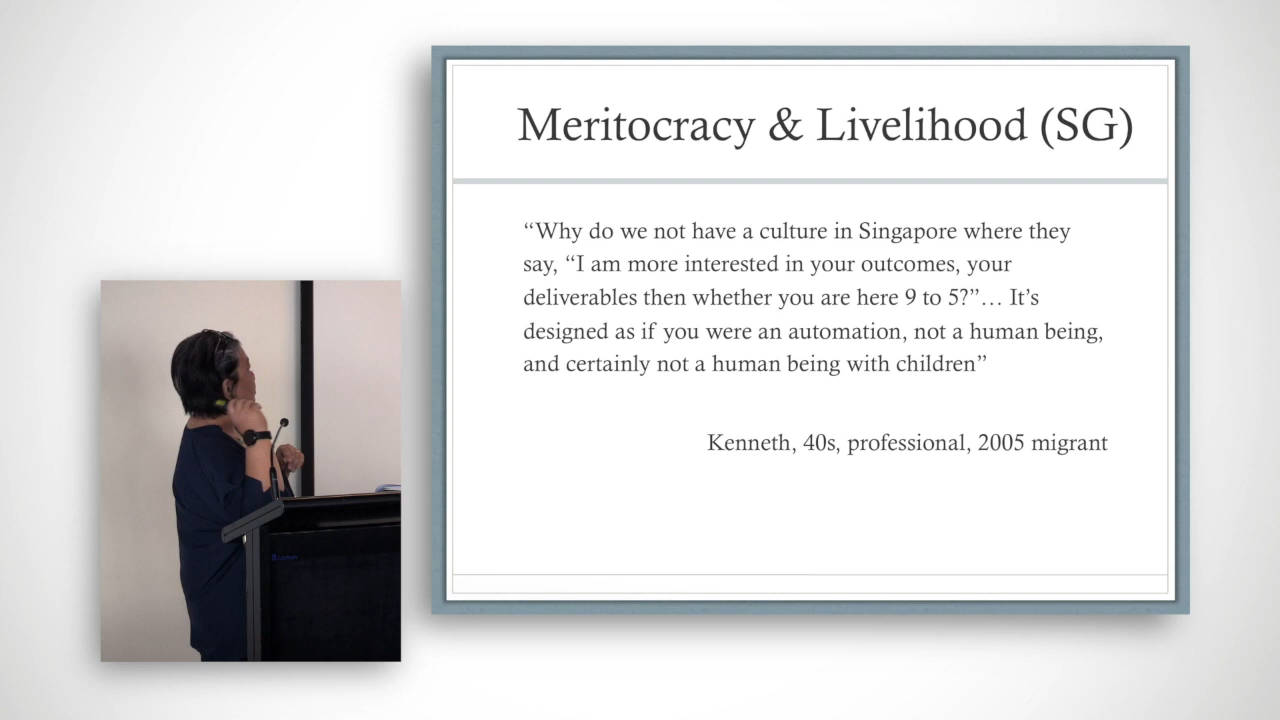 Meritocracy & Livelihood (SG)
“Why do we not have a culture in Singapore where they
say, “I am more interested in your outcomes, your
deliverables then whether you are here 9 to 5?”… It’s
designed as if you were an automation, not a human being,
and certainly not a human being with children”
Kenneth, 40s, professional, 2005 migrant